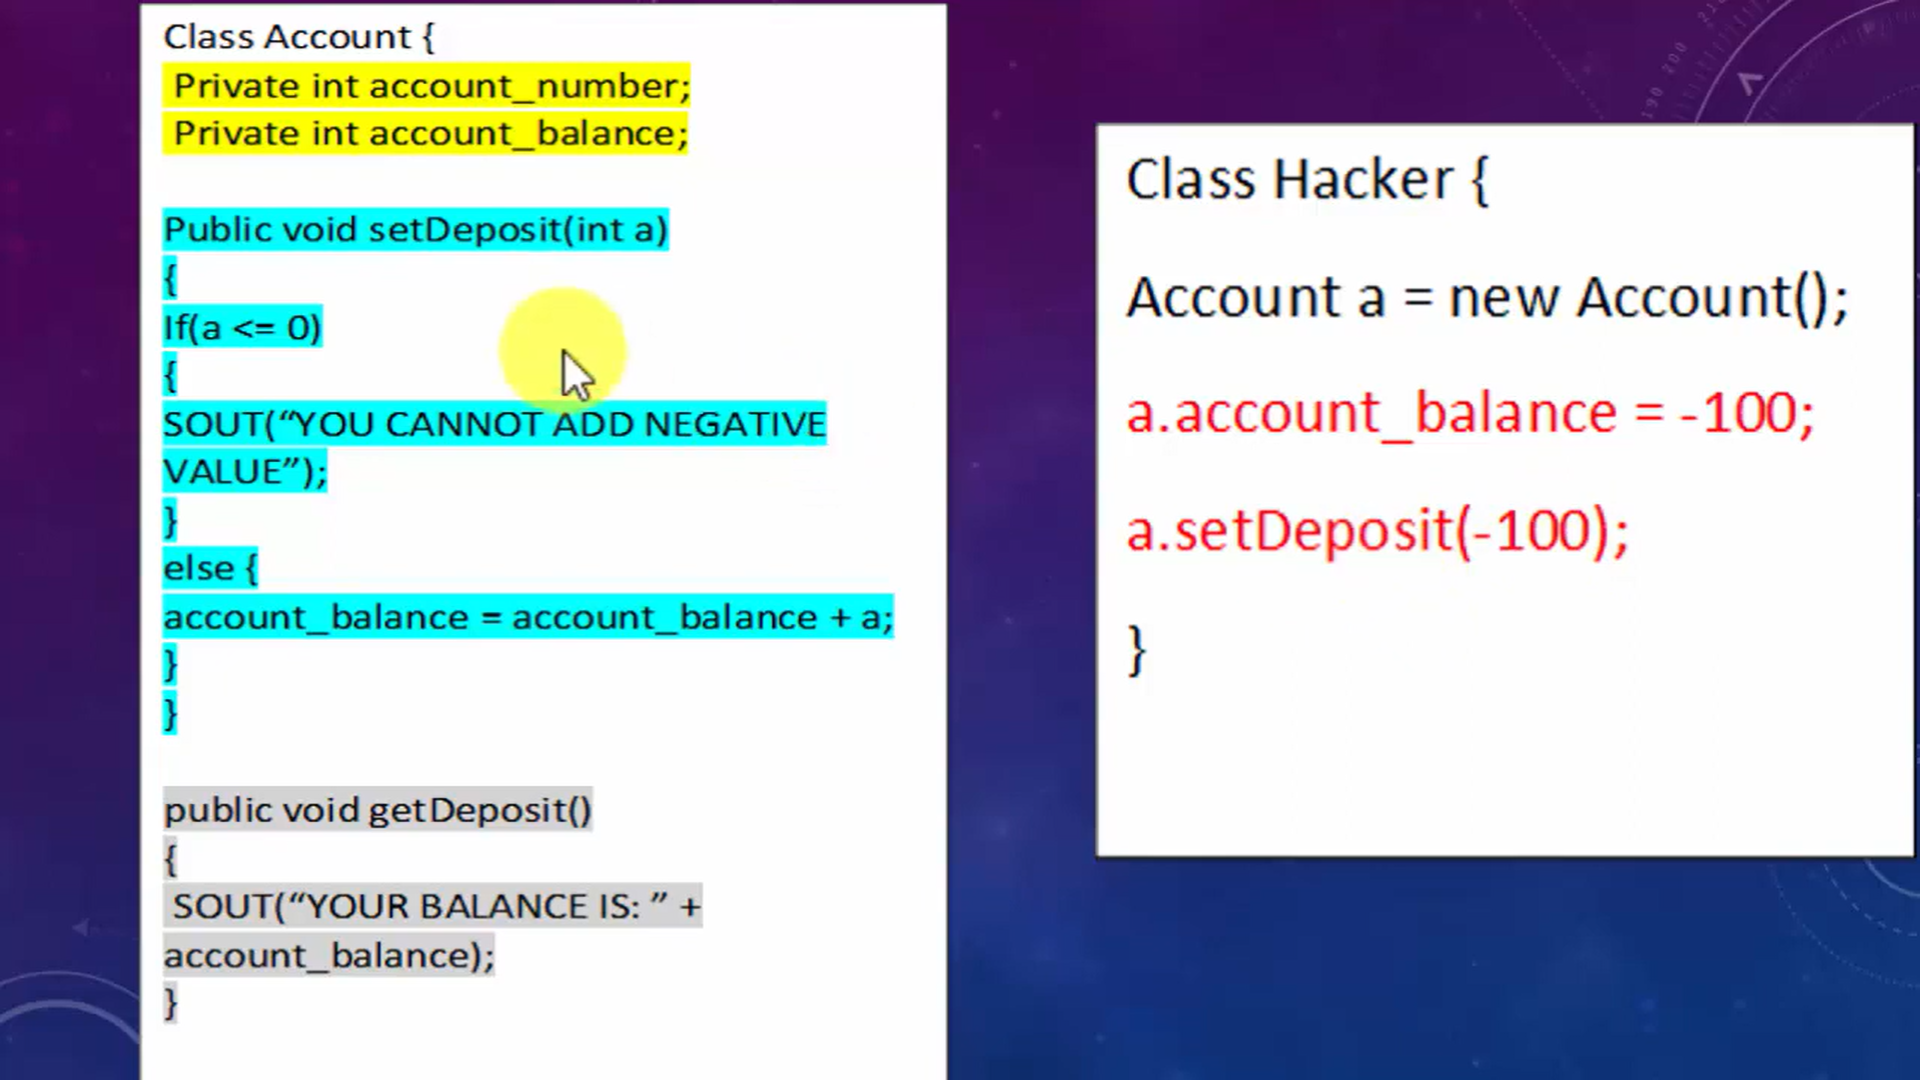 Class Account {
Private int account_number;
Private int account_balance;
Public void setDeposit(int a)
{
If(a <= 0)
{
SOUT(“YOU CANNOT ADD NEGATIVE
VALUE”);
}
else {
account_balance = account_balance + a;
}
}
public void getDeposit()
{
SOUT(“YOUR BALANCE IS: ” +
account_balance);
}
Class Hacker {
Account a = new Account();
a.account_balance = -100;
a.setDeposit(-100);
}
190 200